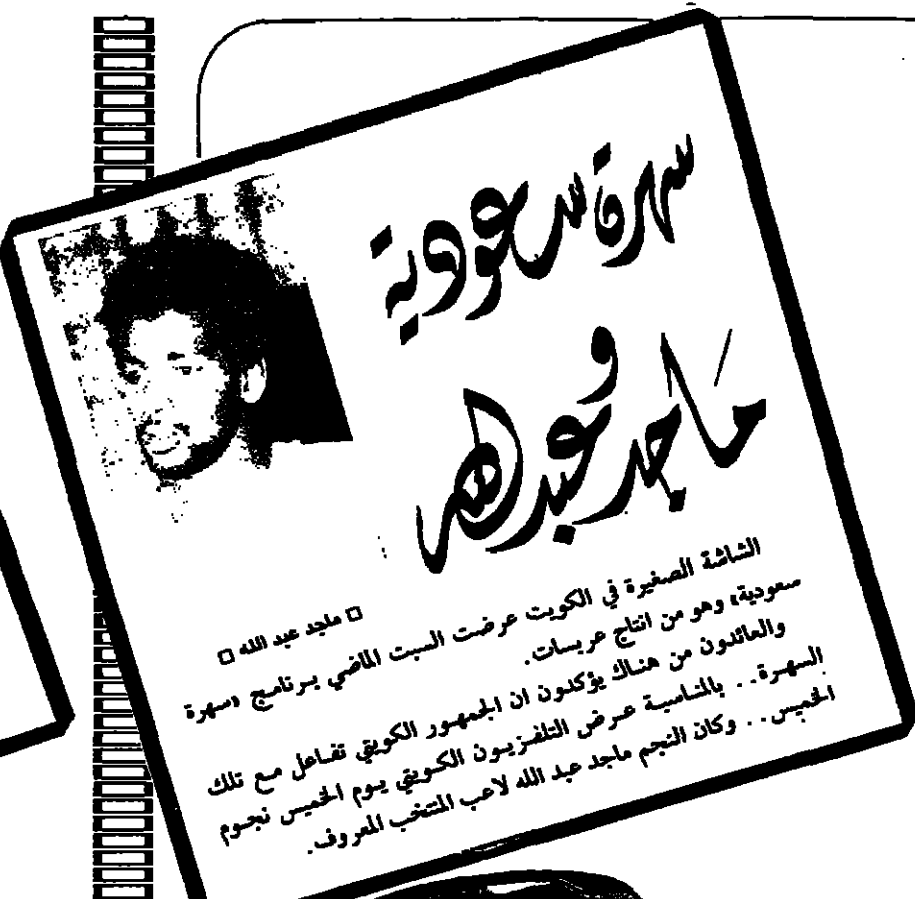 سهرة سعودية
و
ماجد عبدالله
□ ماجد عبد الله □
الشاشة الصغيرة في الكويت عرضت السبت الماضي برنامج «سهرة
سعودية» وهو من انتاج عربسات.
والعائدون من هناك يؤكدون ان الجمهور الكويتي تفاعل مع تلك
السهرة.. بالمناسبة عرض التلفزيون الكويتي يوم الخميس نجوم
الخميس.. وكان النجم ماجد عبد الله لاعب المنتخب المعروف.